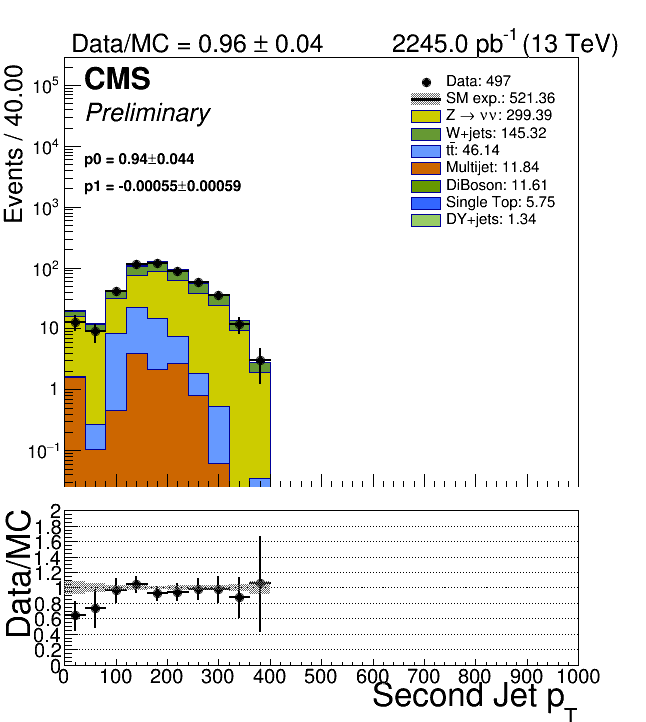 Data/MC = 0.96 ± 0.04
2245.0 pb⁻¹ (13 TeV)
CMS
Preliminary
p0 = 0.94±0.044
p1 = -0.00055±0.00059
Data: 497
SM exp.: 521.36
Z → νν: 299.39
W+jets: 145.32
tt̄: 46.14
Multijet: 11.84
DiBoson: 11.61
Single Top: 5.75
DY+jets: 1.34
Events / 40.00
10⁵
10⁴
10³
10²
10
1
10⁻¹
Data/MC
2
1.8
1.6
1.4
1.2
1
0.8
0.6
0.4
0.2
0
0 100 200 300 400 500 600 700 800 900 1000
Second Jet p_T